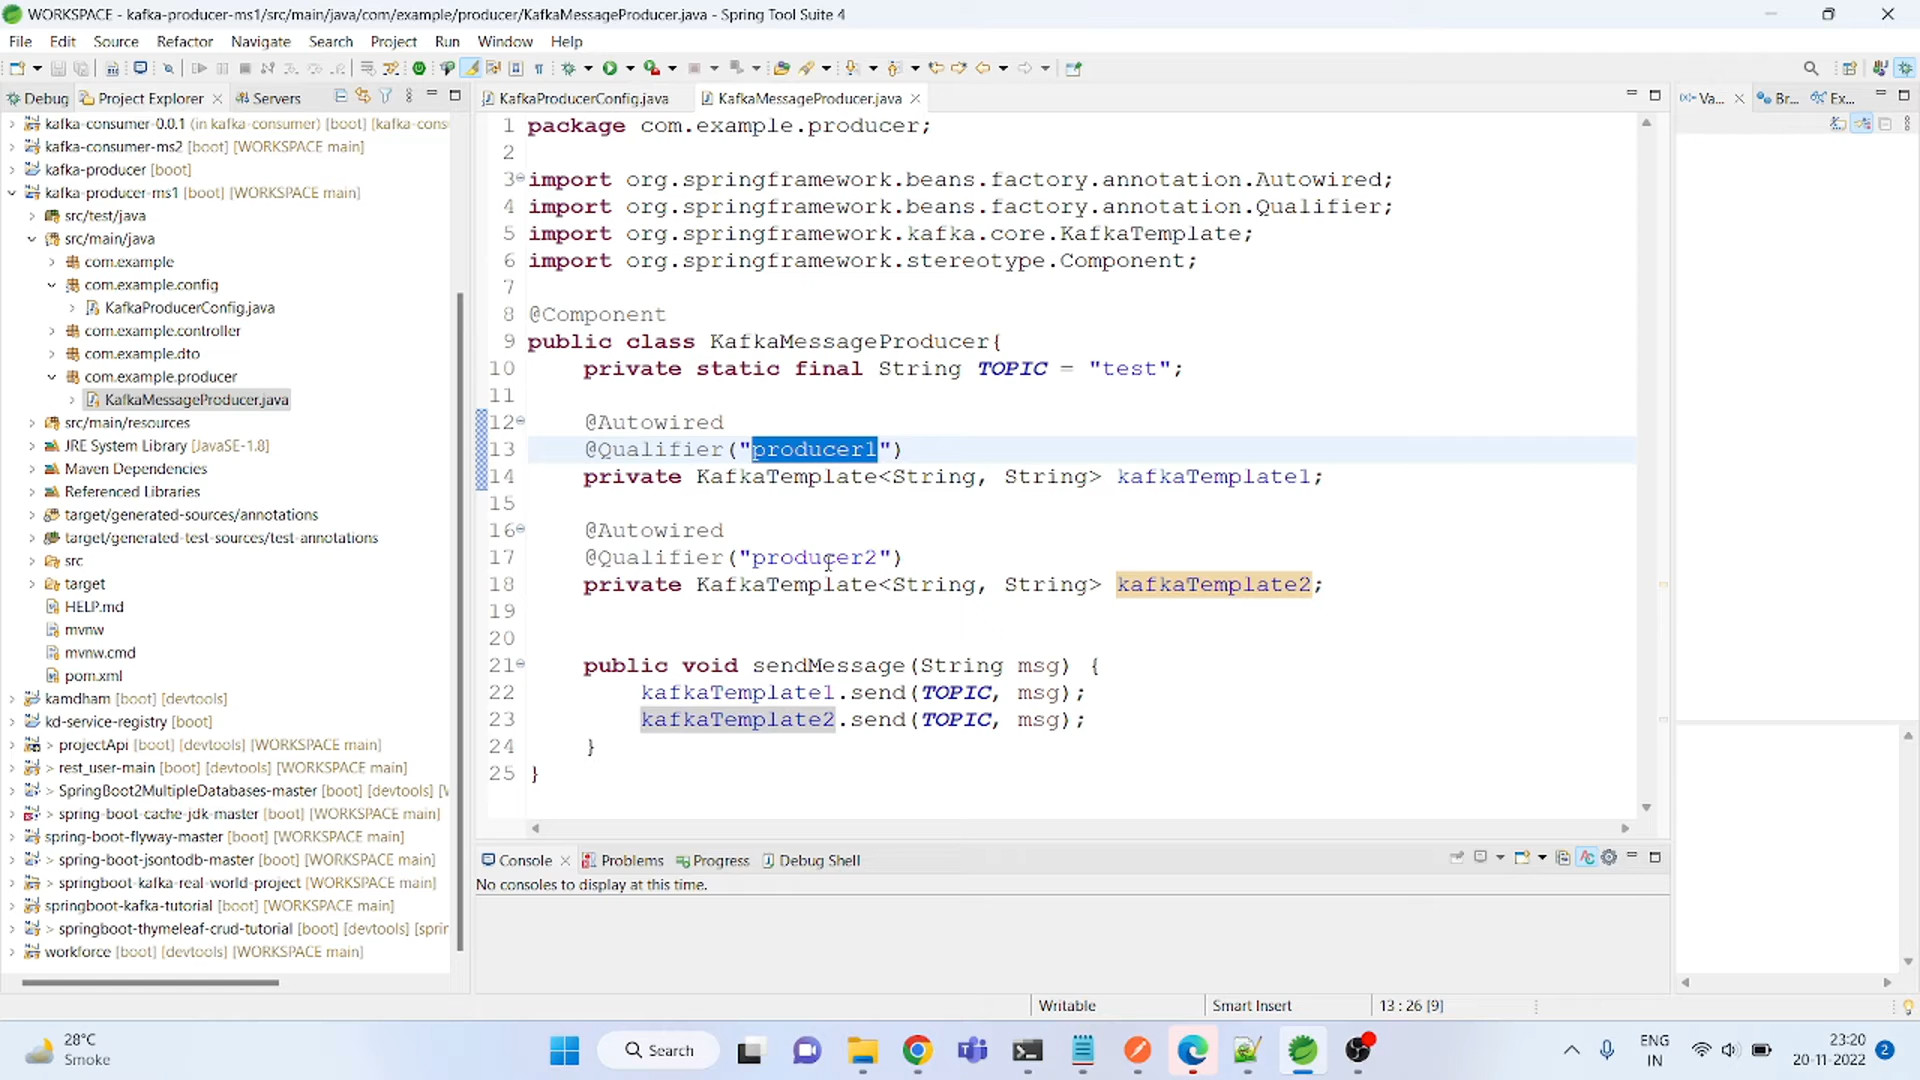 WORKSPACE - kafka-producer-ms1/src/main/java/com/example/producer/KafkaMessageProducer.java - Spring Tool Suite 4
File Edit Source Refactor Navigate Search Project Run Window Help
Debug Project Explorer Servers
kafka-consumer-0.0.1 (in kafka-consumer) [boot] [kafka-cons
kafka-consumer-ms2 [boot] [WORKSPACE main]
kafka-producer [boot]
kafka-producer-ms1 [boot] [WORKSPACE main]
src/test/java
src/main/java
com.example
com.example.config
KafkaProducerConfig.java
com.example.controller
com.example.dto
com.example.producer
KafkaMessageProducer.java
src/main/resources
JRE System Library [JavaSE-1.8]
Maven Dependencies
Referenced Libraries
target/generated-sources/annotations
target/generated-test-sources/test-annotations
src
target
HELP.md
mvnw
mvnw.cmd
pom.xml
kamdham [boot] [devtools]
kd-service-registry [boot]
> projectApi [boot] [devtools] [WORKSPACE main]
> rest_user-main [boot] [devtools] [WORKSPACE main]
> SpringBoot2MultipleDatabases-master [boot] [devtools] [V
> spring-boot-cache-jdk-master [boot] [WORKSPACE main]
spring-boot-flyway-master [boot] [WORKSPACE main]
> spring-boot-jsontodb-master [boot] [WORKSPACE main]
> springboot-kafka-real-world-project [boot] [WORKSPACE main]
springboot-kafka-tutorial [boot] [WORKSPACE main]
> springboot-thymeleaf-crud-tutorial [boot] [devtools] [sprin
workforce [boot] [devtools] [WORKSPACE main]
KafkaProducerConfig.java KafkaMessageProducer.java
1 package com.example.producer;
2
3 import org.springframework.beans.factory.annotation.Autowired;
4 import org.springframework.beans.factory.annotation.Qualifier;
5 import org.springframework.kafka.core.KafkaTemplate;
6 import org.springframework.stereotype.Component;
7
8 @Component
9 public class KafkaMessageProducer{
10 private static final String TOPIC = "test";
11
12 @Autowired
13 @Qualifier("producer1")
14 private KafkaTemplate<String, String> kafkaTemplate1;
15
16 @Autowired
17 @Qualifier("producer2")
18 private KafkaTemplate<String, String> kafkaTemplate2;
19
20
21 public void sendMessage(String msg) {
22 kafkaTemplate1.send(TOPIC, msg);
23 kafkaTemplate2.send(TOPIC, msg);
24 }
25 }
Va... Br... Ex...
Console Problems Progress Debug Shell
No consoles to display at this time.
Writable Smart Insert 13 : 26 [9]
28°C
Smoke
Search
ENG
IN
23:20
20-11-2022
2